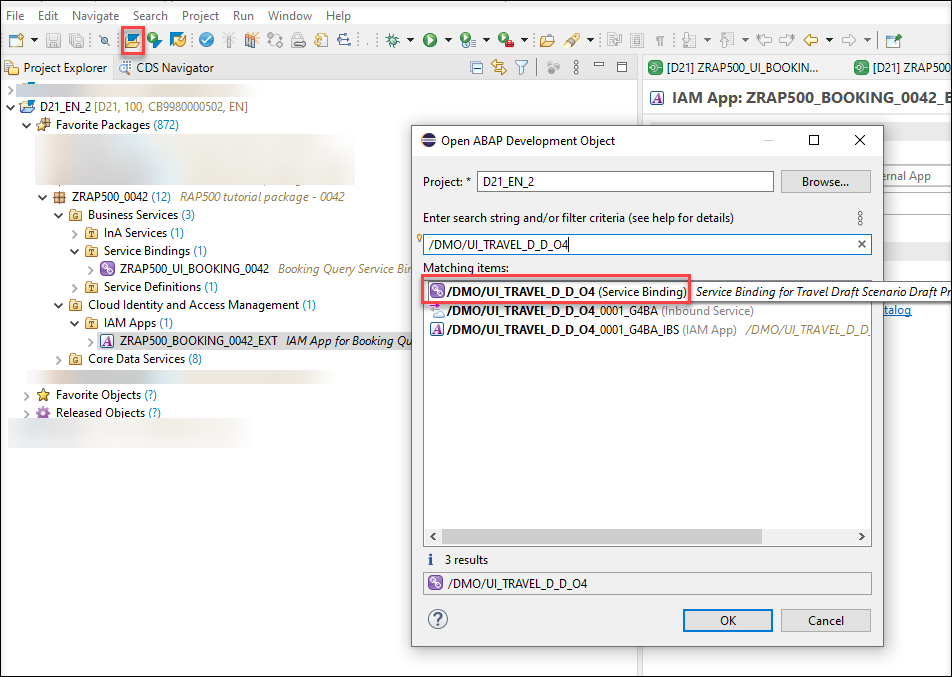 File Edit Navigate Search Project Run Window Help
Project Explorer CDS Navigator
[D21] ZRAP500_UI_BOOKIN... [D21] ZRAP500
IAM App: ZRAP500_BOOKING_0042_E
D21_EN_2 [D21, 100, CB9980000502, EN]
Favorite Packages (872)
ZRAP500_0042 (12) RAP500 tutorial package - 0042
Business Services (3)
InA Services (1)
Service Bindings (1)
ZRAP500_UI_BOOKING_0042 Booking Query Service Bin
Service Definitions (1)
Cloud Identity and Access Management (1)
IAM Apps (1)
ZRAP500_BOOKING_0042_EXT IAM App for Booking Qu
Core Data Services (8)
Favorite Objects (?)
Released Objects (?)
Open ABAP Development Object
Project: * D21_EN_2 Browse...
Enter search string and/or filter criteria (see help for details)
/DMO/UI_TRAVEL_D_D_O4
Matching items:
/DMO/UI_TRAVEL_D_D_O4 (Service Binding) Service Binding for Travel Draft Scenario Draft Pr
/DMO/UI_TRAVEL_D_D_O4_0001_G4BA (Inbound Service)
/DMO/UI_TRAVEL_D_D_O4_0001_G4BA_IBS (IAM App) /DMO/UI_TRAVEL_D_D_
3 results
/DMO/UI_TRAVEL_D_D_O4
OK Cancel
ernal App
talog